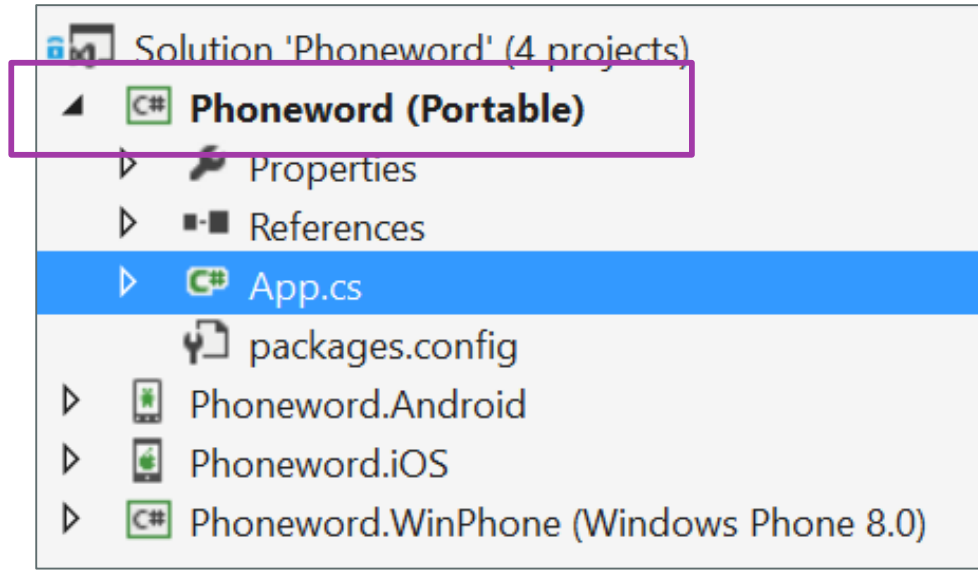 Solution 'Phoneword' (4 projects)
C# Phoneword (Portable)
Properties
References
C# App.cs
packages.config
Phoneword.Android
Phoneword.iOS
C# Phoneword.WinPhone (Windows Phone 8.0)